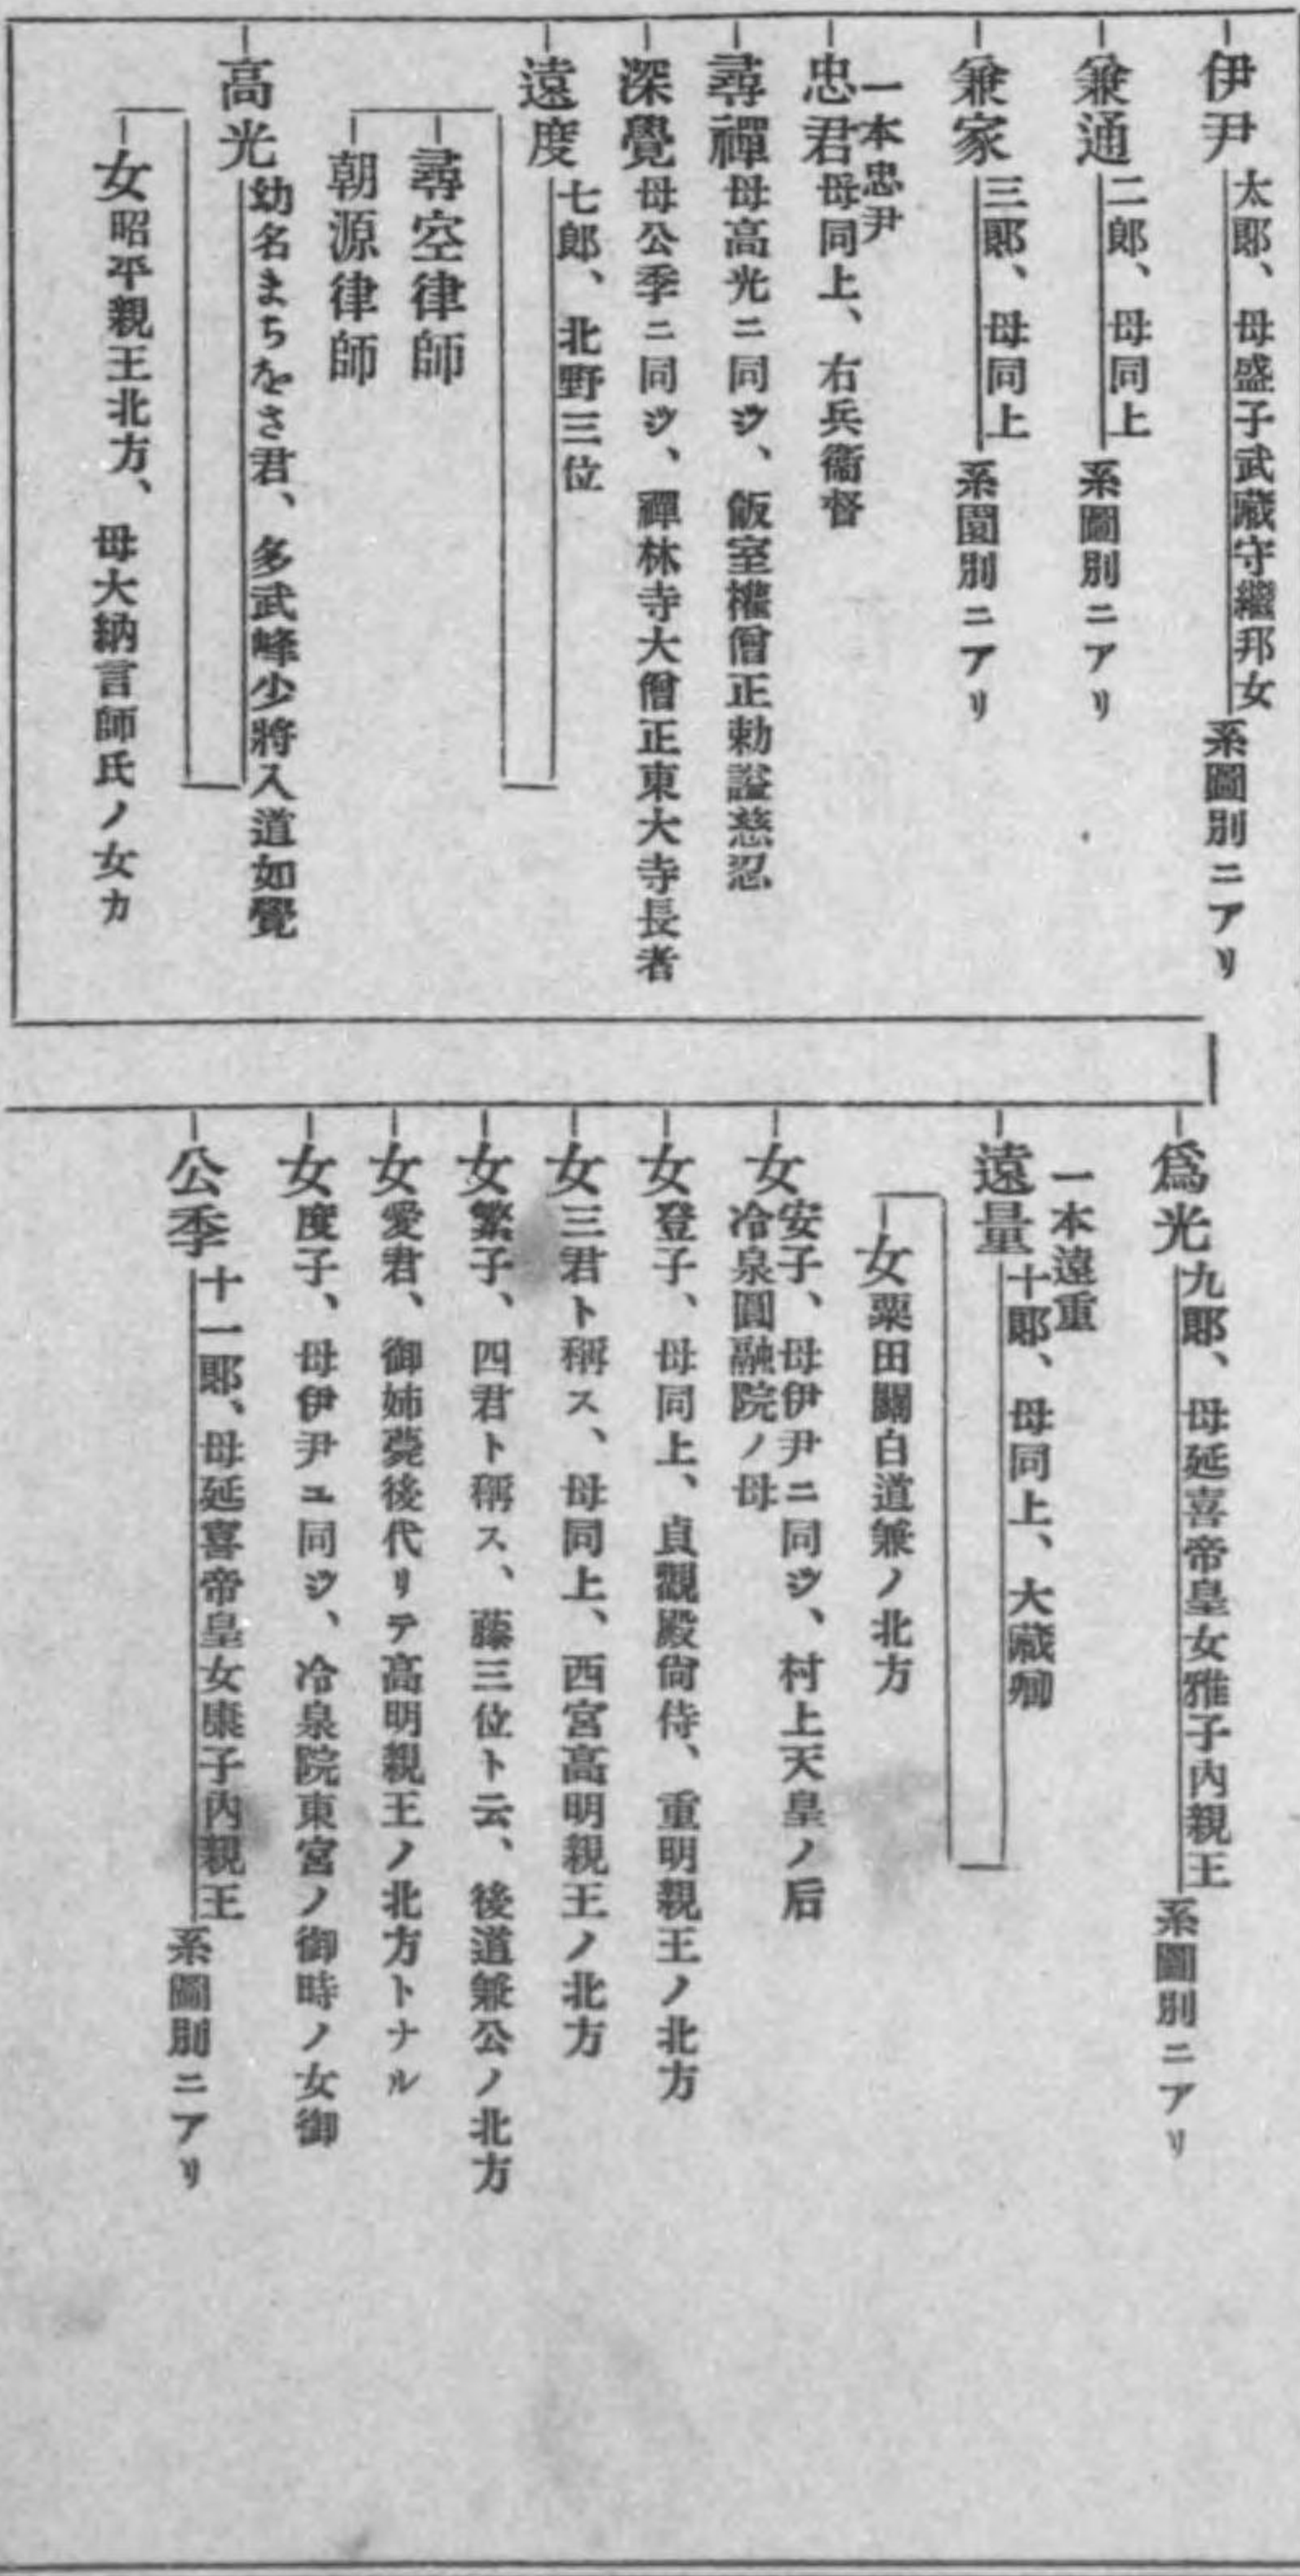 伊尹 太郞、母盛子武藏守繼邦女 系圖別ニアリ
兼通 二郞、母同上 系圖別ニアリ
兼家 三郞、母同上 系圖別ニアリ
一本忠尹
忠君 母同上、右兵衞督
尋禪 母高光ニ同ジ、飯室權僧正勅謚慈忍
深覺 母公季ニ同ジ、禪林寺大僧正東大寺長者
遠度 七郞、北野三位
尋空律師
朝源律師
高光 幼名まちをさ君、多武峰少將入道如覺
女 昭平親王北方、母大納言師氏ノ女カ
爲光 九郞、母延喜帝皇女雅子內親王 系圖別ニアリ
一本遠重
遠量 十郞、母同上、大藏卿
女 粟田關白道兼ノ北方
女 安子、母伊尹ニ同ジ、村上天皇ノ后
冷泉圓融院ノ母
女 登子、母同上、貞觀殿尙侍、重明親王ノ北方
女 三君ト稱ス、母同上、西宮高明親王ノ北方
女 繁子、四君ト稱ス、藤三位ト云、後道兼公ノ北方
女 愛君、御姉薨後代リテ高明親王ノ北方トナル
女 度子、母伊尹ユ同ジ、冷泉院東宮ノ御時ノ女御
公季 十一郞、母延喜帝皇女康子內親王 系圖別ニアリ